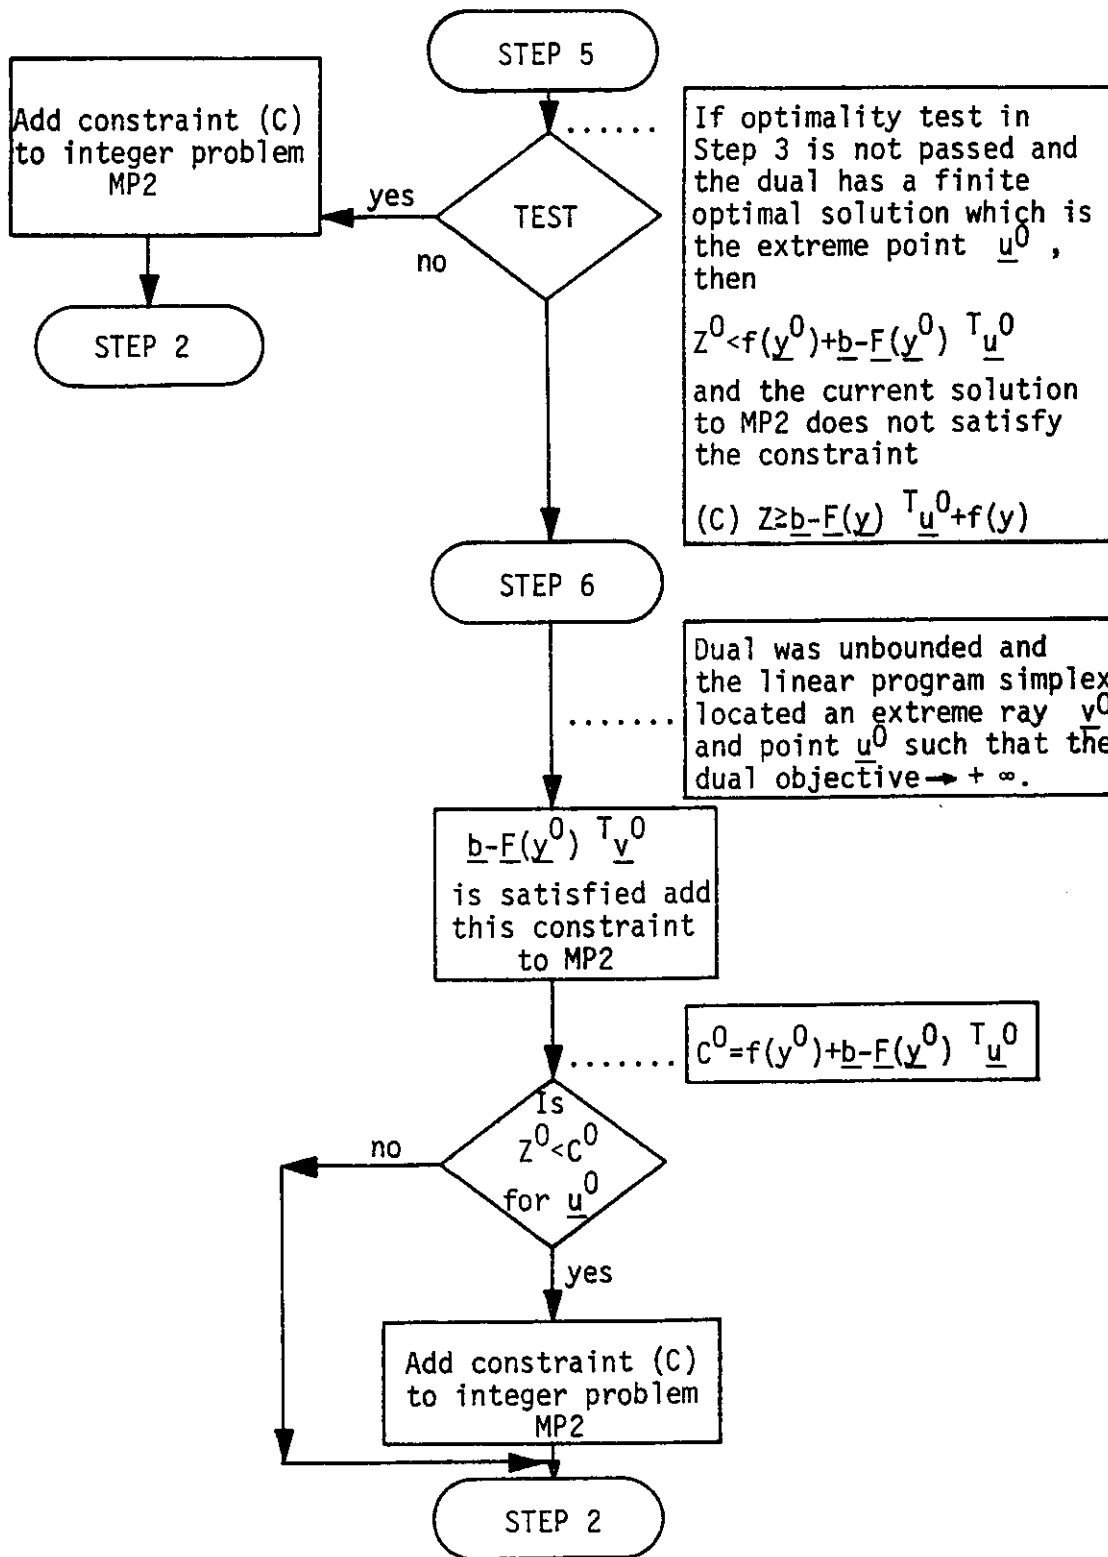 STEP 5
Add constraint (C)
to integer problem
MP2
yes
TEST
no
STEP 2
If optimality test in
Step 3 is not passed and
the dual has a finite
optimal solution which is
the extreme point u⁰ ,
then
Z⁰<f(y⁰)+b-F(y⁰) ᵀu⁰
and the current solution
to MP2 does not satisfy
the constraint
(C) Z≥b-F(y) ᵀu⁰+f(y)
STEP 6
Dual was unbounded and
the linear program simplex
located an extreme ray v⁰
and point u⁰ such that the
dual objective → + ∞.
b-F(y⁰) ᵀv⁰
is satisfied add
this constraint
to MP2
C⁰=f(y⁰)+b-F(y⁰) ᵀu⁰
Is
Z⁰<C⁰
for u⁰
no
yes
Add constraint (C)
to integer problem
MP2
STEP 2